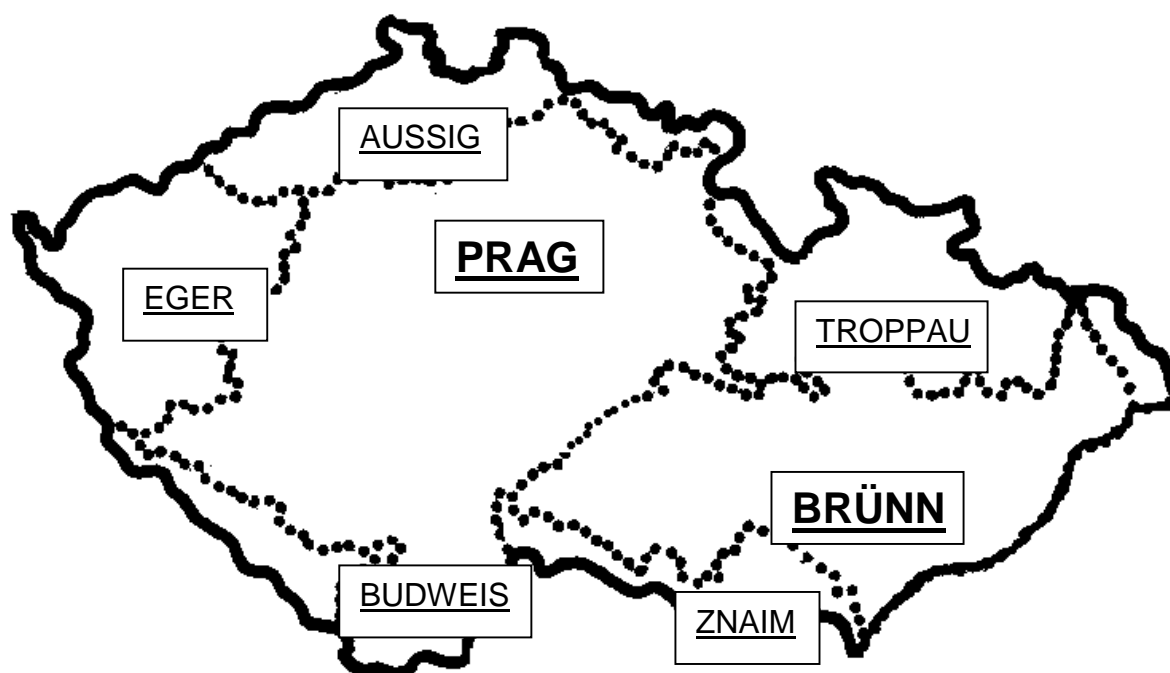 AUSSIG
PRAG
EGER
TROPPAU
BRÜNN
BUDWEIS
ZNAIM